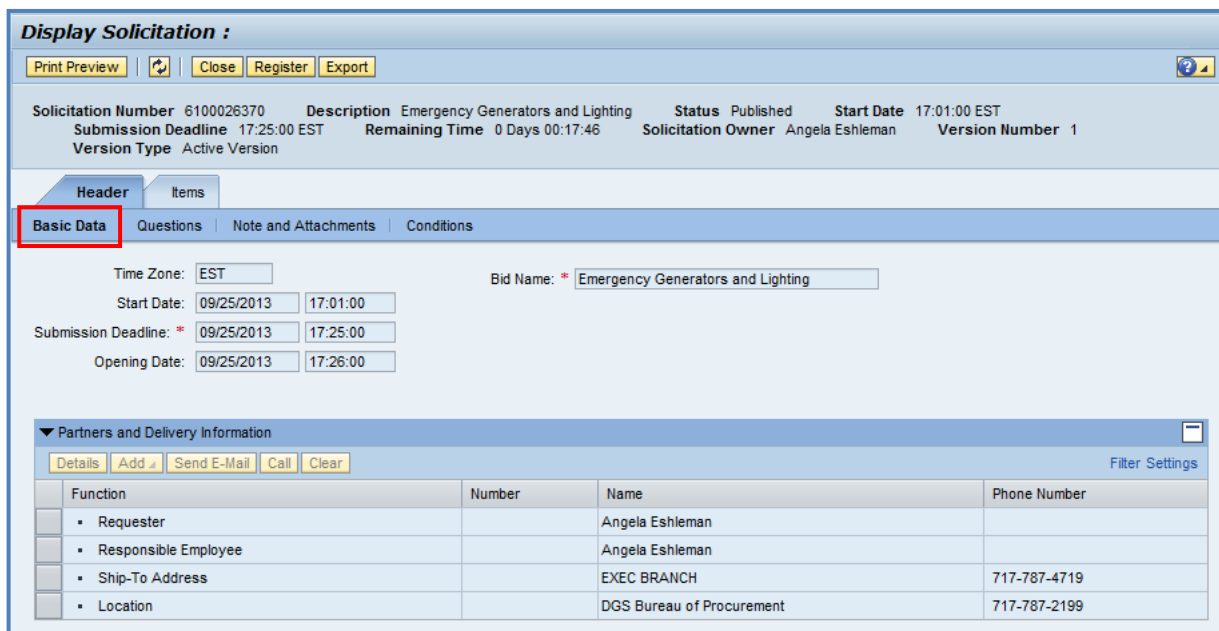 Display Solicitation :
Print Preview Close Register Export
Solicitation Number 6100026370 Description Emergency Generators and Lighting Status Published Start Date 17:01:00 EST
Submission Deadline 17:25:00 EST Remaining Time 0 Days 00:17:46 Solicitation Owner Angela Eshleman Version Number 1
Version Type Active Version
Header Items
Basic Data Questions Note and Attachments Conditions
Time Zone: EST Bid Name: * Emergency Generators and Lighting
Start Date: 09/25/2013 17:01:00
Submission Deadline: * 09/25/2013 17:25:00
Opening Date: 09/25/2013 17:26:00
Partners and Delivery Information
Details Add Send E-Mail Call Clear Filter Settings
Function Number Name Phone Number
Requester Angela Eshleman
Responsible Employee Angela Eshleman
Ship-To Address EXEC BRANCH 717-787-4719
Location DGS Bureau of Procurement 717-787-2199